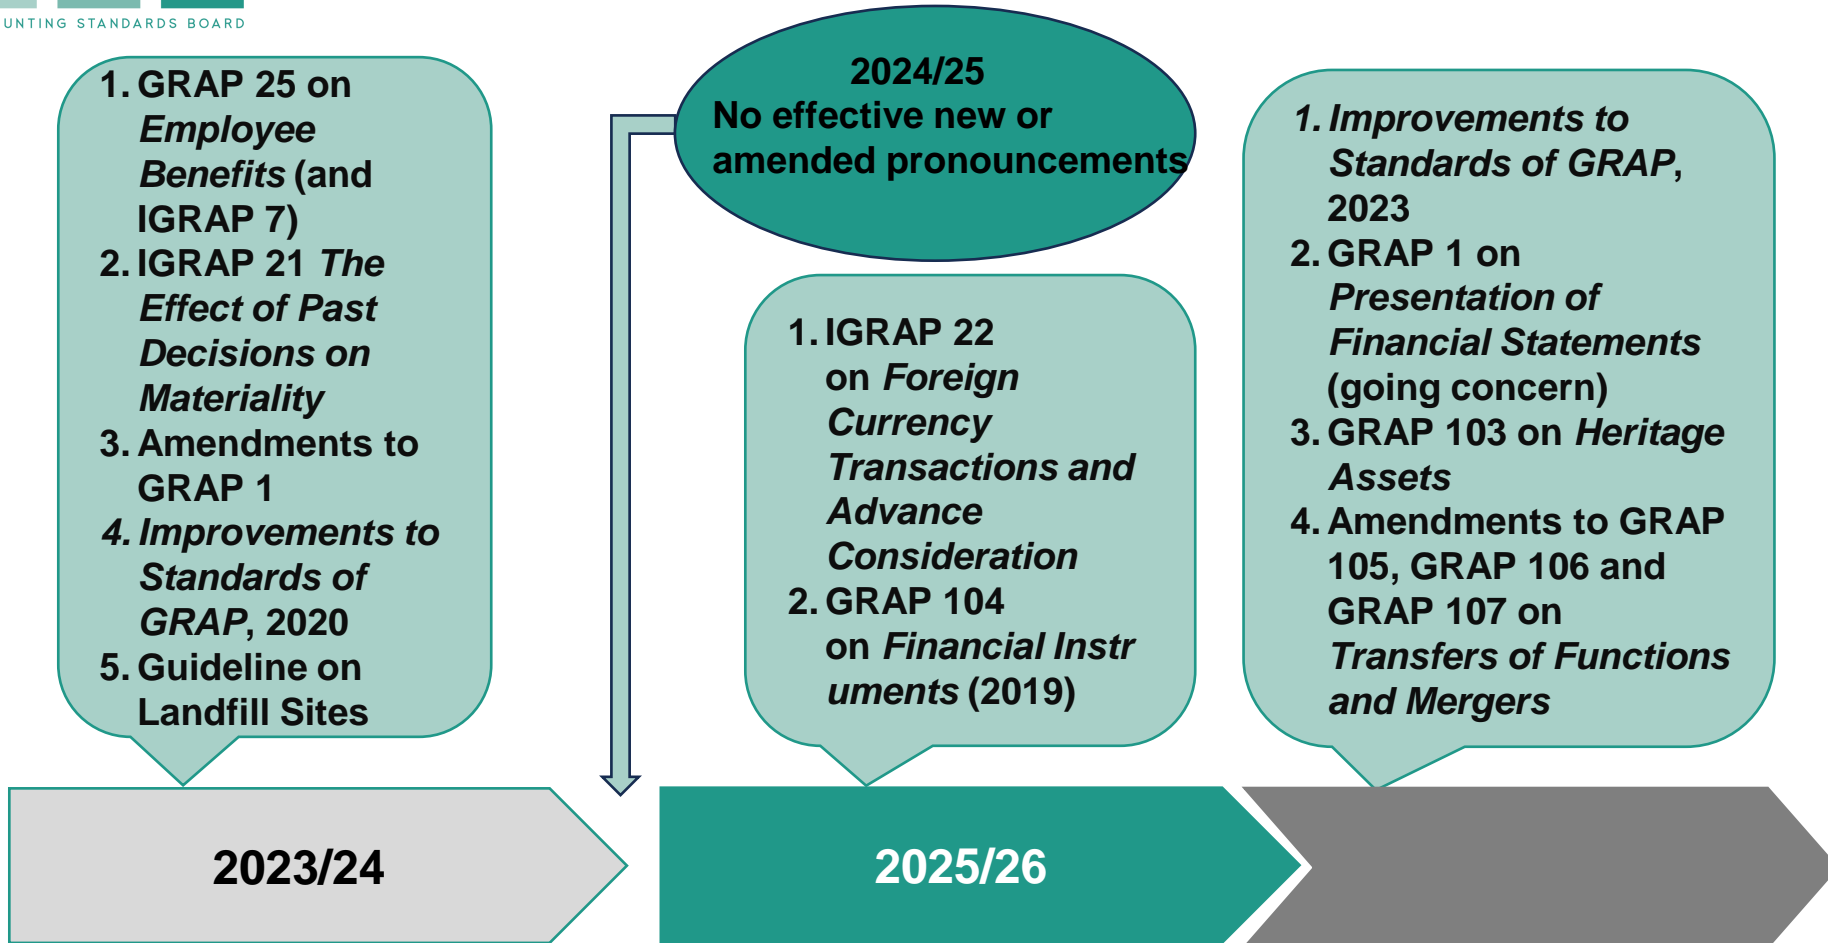 UNTING STANDARDS BOARD
1. GRAP 25 on
Employee
Benefits (and
IGRAP 7)
2. IGRAP 21 The
Effect of Past
Decisions on
Materiality
3. Amendments to
GRAP 1
4. Improvements to
Standards of
GRAP, 2020
5. Guideline on
Landfill Sites
2024/25
No effective new or
amended pronouncements
1. IGRAP 22
on Foreign
Currency
Transactions and
Advance
Consideration
2. GRAP 104
on Financial Instr
uments (2019)
1. Improvements to
Standards of GRAP,
2023
2. GRAP 1 on
Presentation of
Financial Statements
(going concern)
3. GRAP 103 on Heritage
Assets
4. Amendments to GRAP
105, GRAP 106 and
GRAP 107 on
Transfers of Functions
and Mergers
2023/24
2025/26